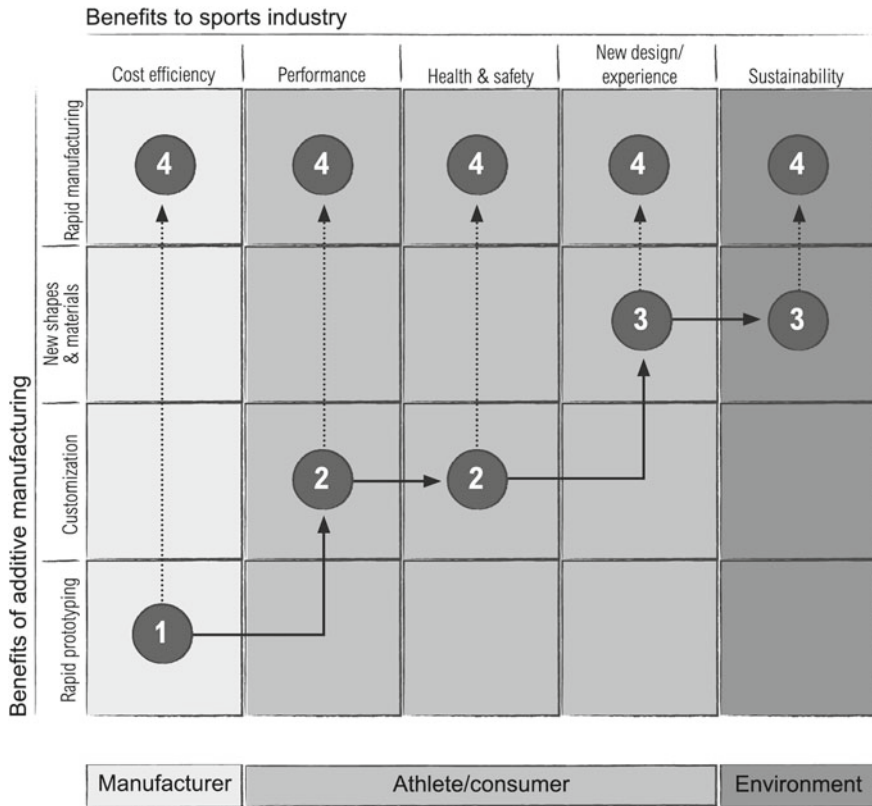 Benefits to sports industry
Cost efficiency
Performance
Health & safety
New design/
experience
Sustainability
Benefits of additive manufacturing
Rapid manufacturing
4
4
4
4
4
New shapes
& materials
3
3
Customization
2
2
Rapid prototyping
1
Manufacturer
Athlete/consumer
Environment